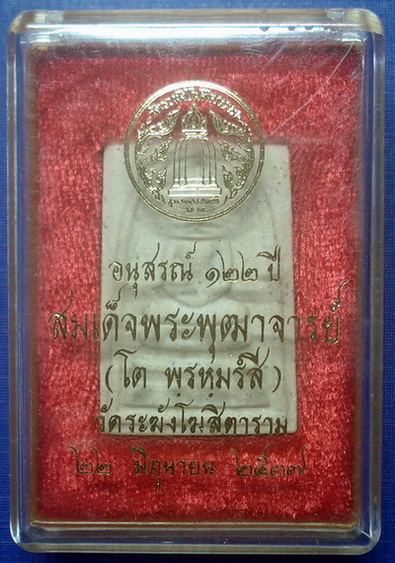 อนุสรณ์ ๑๒๒ ปี
สมเด็จพระพุฒาจารย์
(โต พฺรหฺมรํสี)
วัดระฆังโฆสิตาราม
๒๒ มิถุนายน ๒๕๓๗